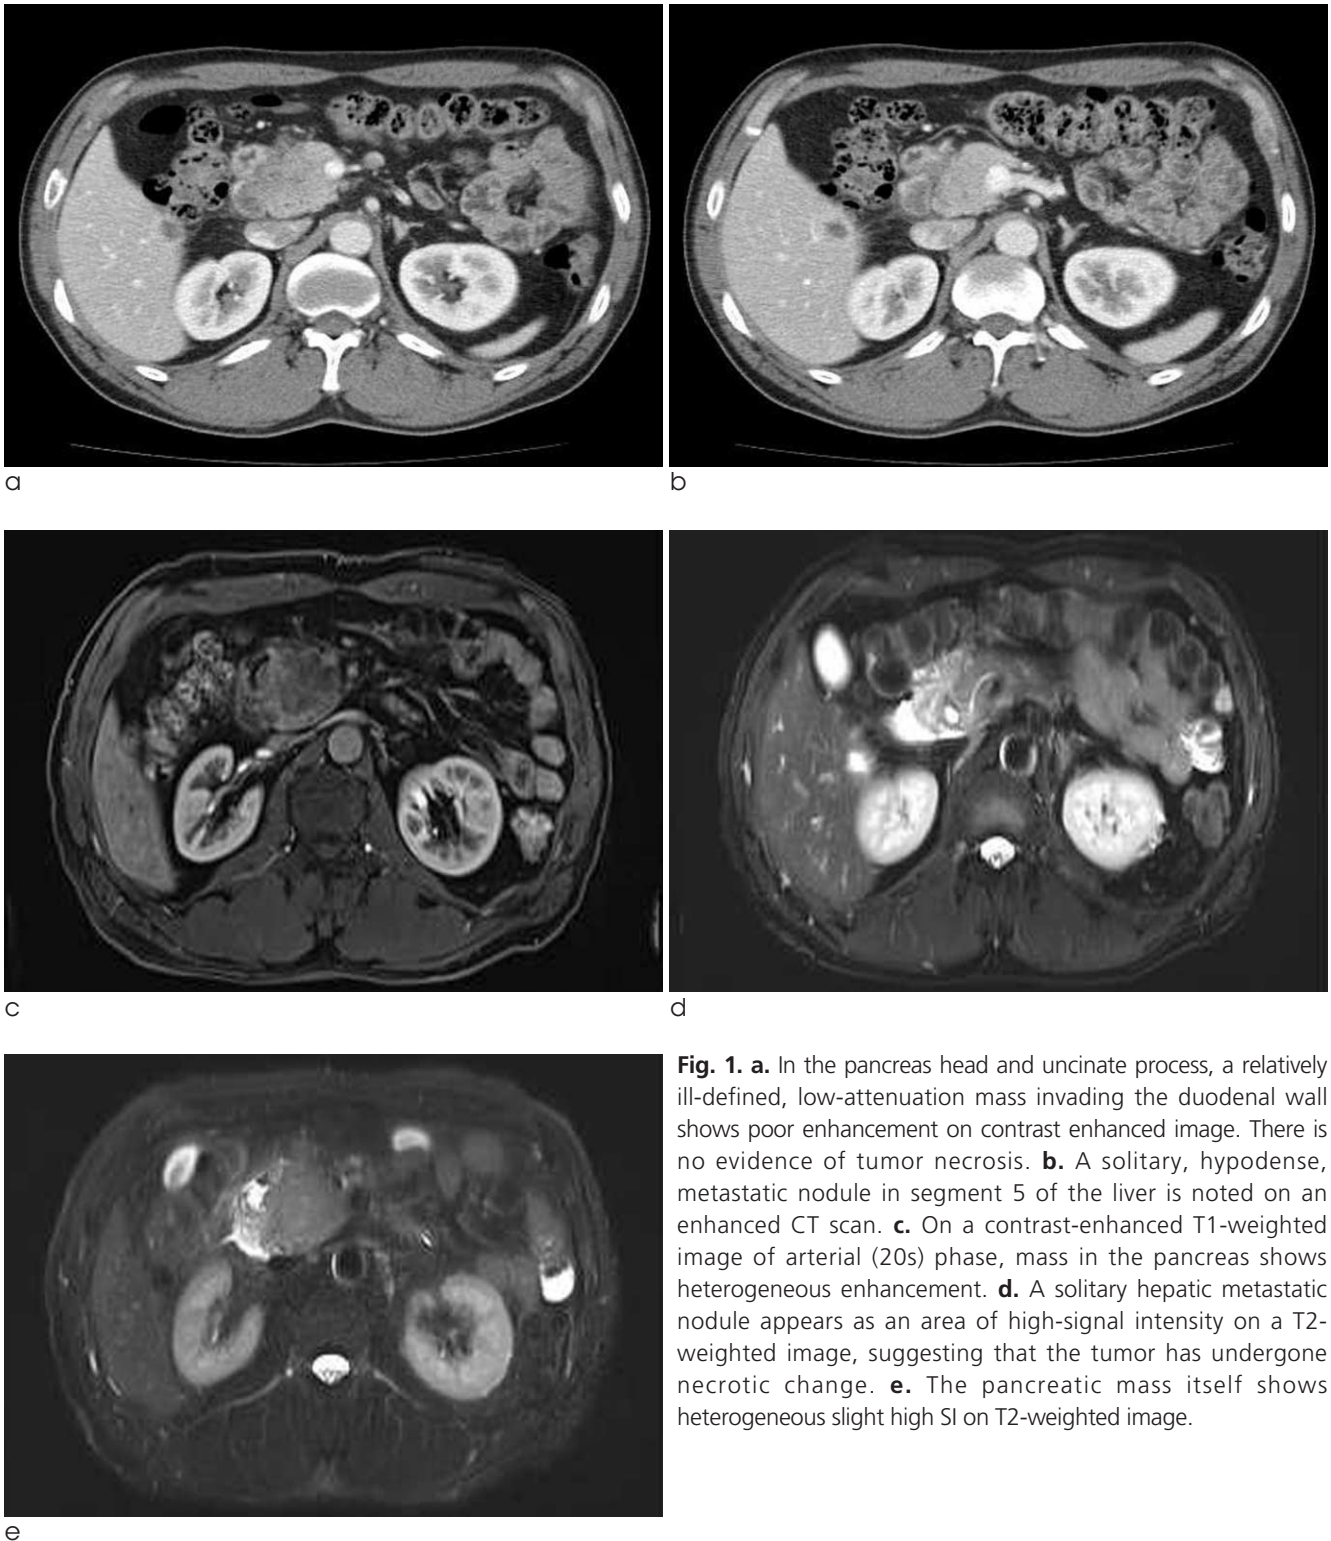 a
b
c
d
Fig. 1. a. In the pancreas head and uncinate process, a relatively
ill-defined, low-attenuation mass invading the duodenal wall
shows poor enhancement on contrast enhanced image. There is
no evidence of tumor necrosis. b. A solitary, hypodense,
metastatic nodule in segment 5 of the liver is noted on an
enhanced CT scan. c. On a contrast-enhanced T1-weighted
image of arterial (20s) phase, mass in the pancreas shows
heterogeneous enhancement. d. A solitary hepatic metastatic
nodule appears as an area of high-signal intensity on a T2-
weighted image, suggesting that the tumor has undergone
necrotic change. e. The pancreatic mass itself shows
heterogeneous slight high SI on T2-weighted image.
e